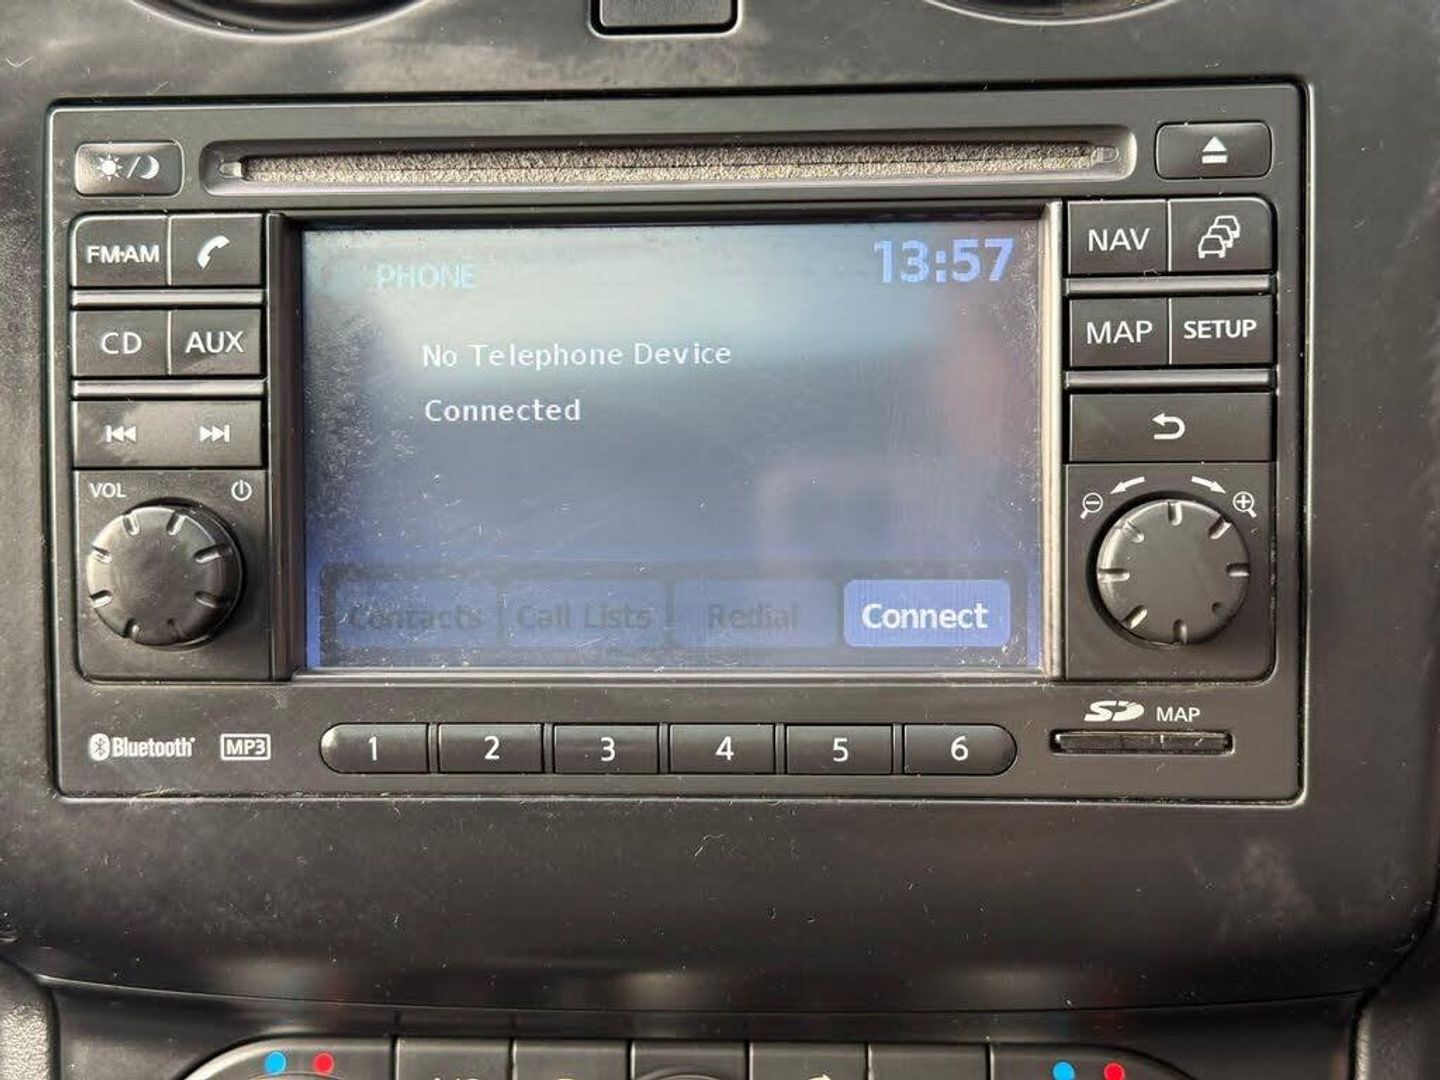 FM·AM
CD
AUX
VOL
PHONE
13:57
No Telephone Device
Connected
Contacts
Call Lists
Redial
Connect
NAV
MAP
SETUP
Bluetooth
MP3
1
2
3
4
5
6
SD MAP